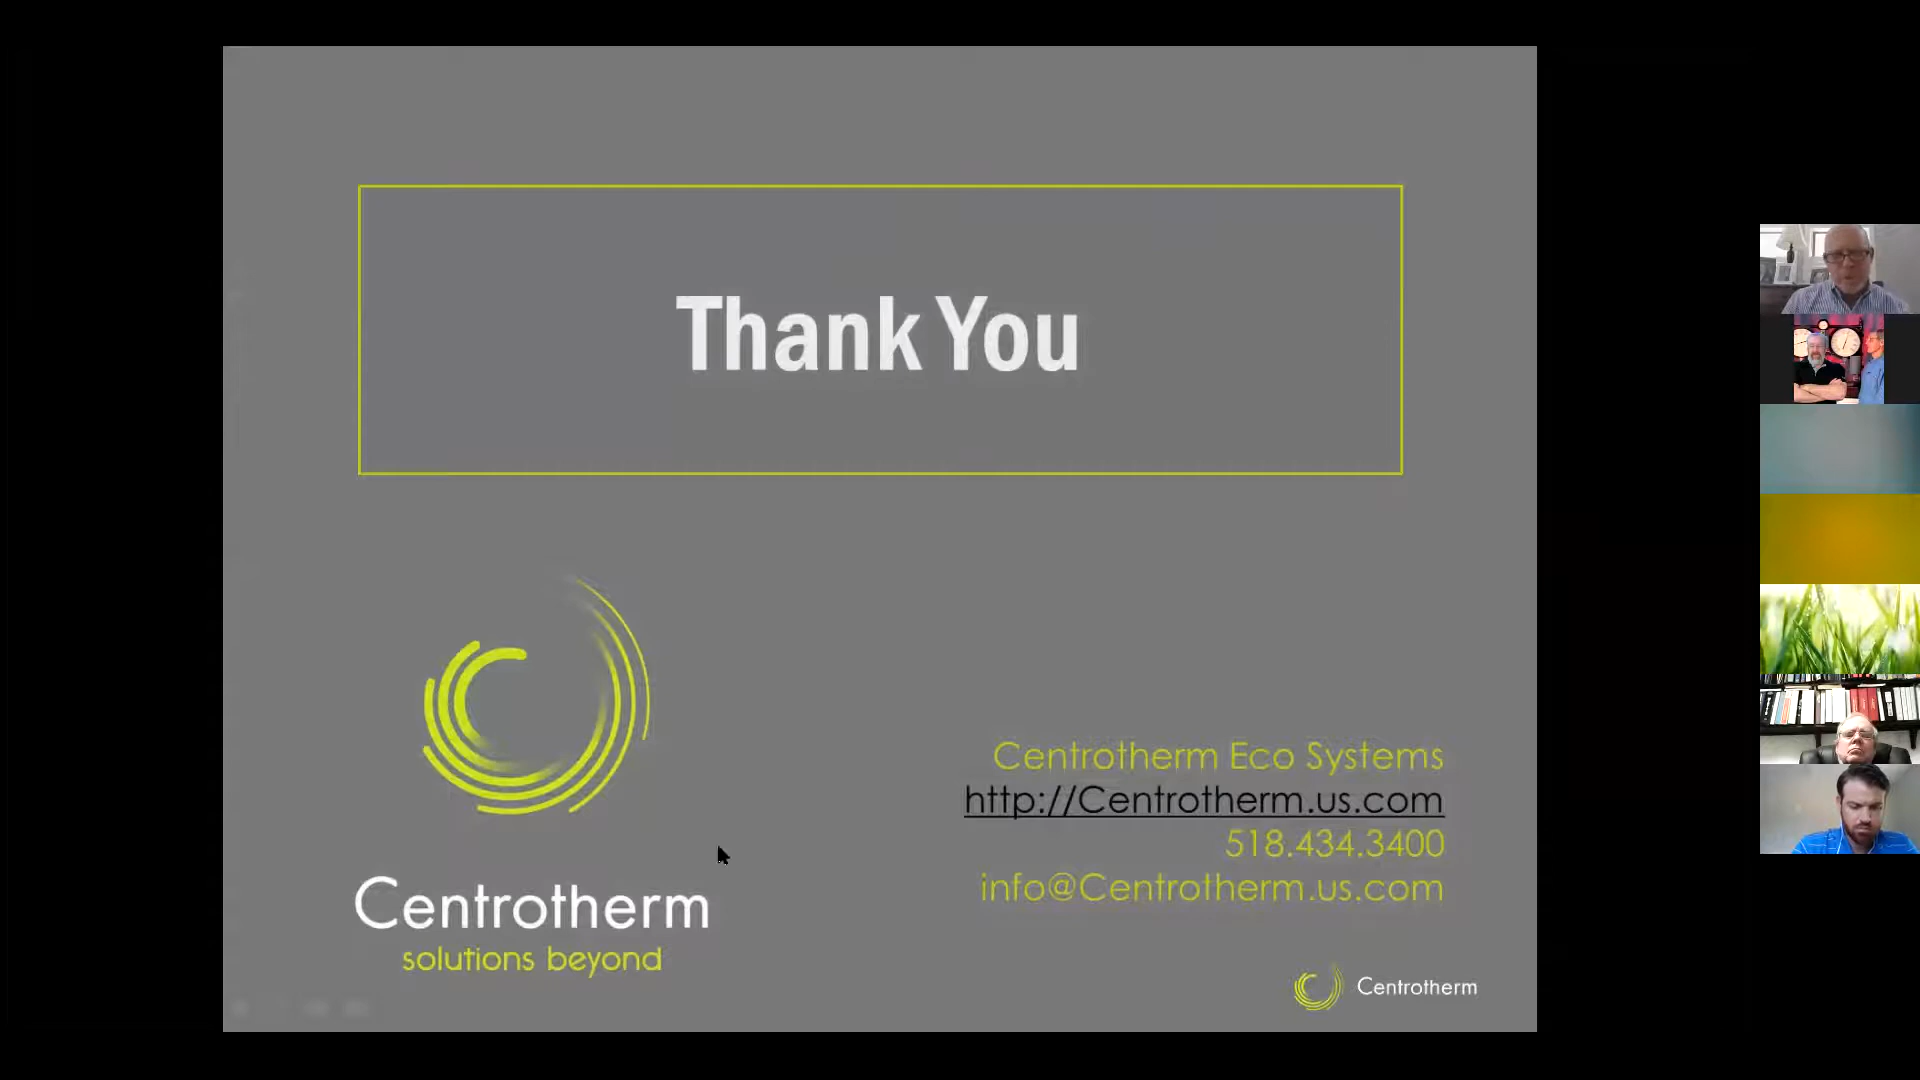 Thank You
Centrotherm Eco Systems
http://Centrotherm.us.com
518.434.3400
info@Centrotherm.us.com
Centrotherm
solutions beyond
Centrotherm